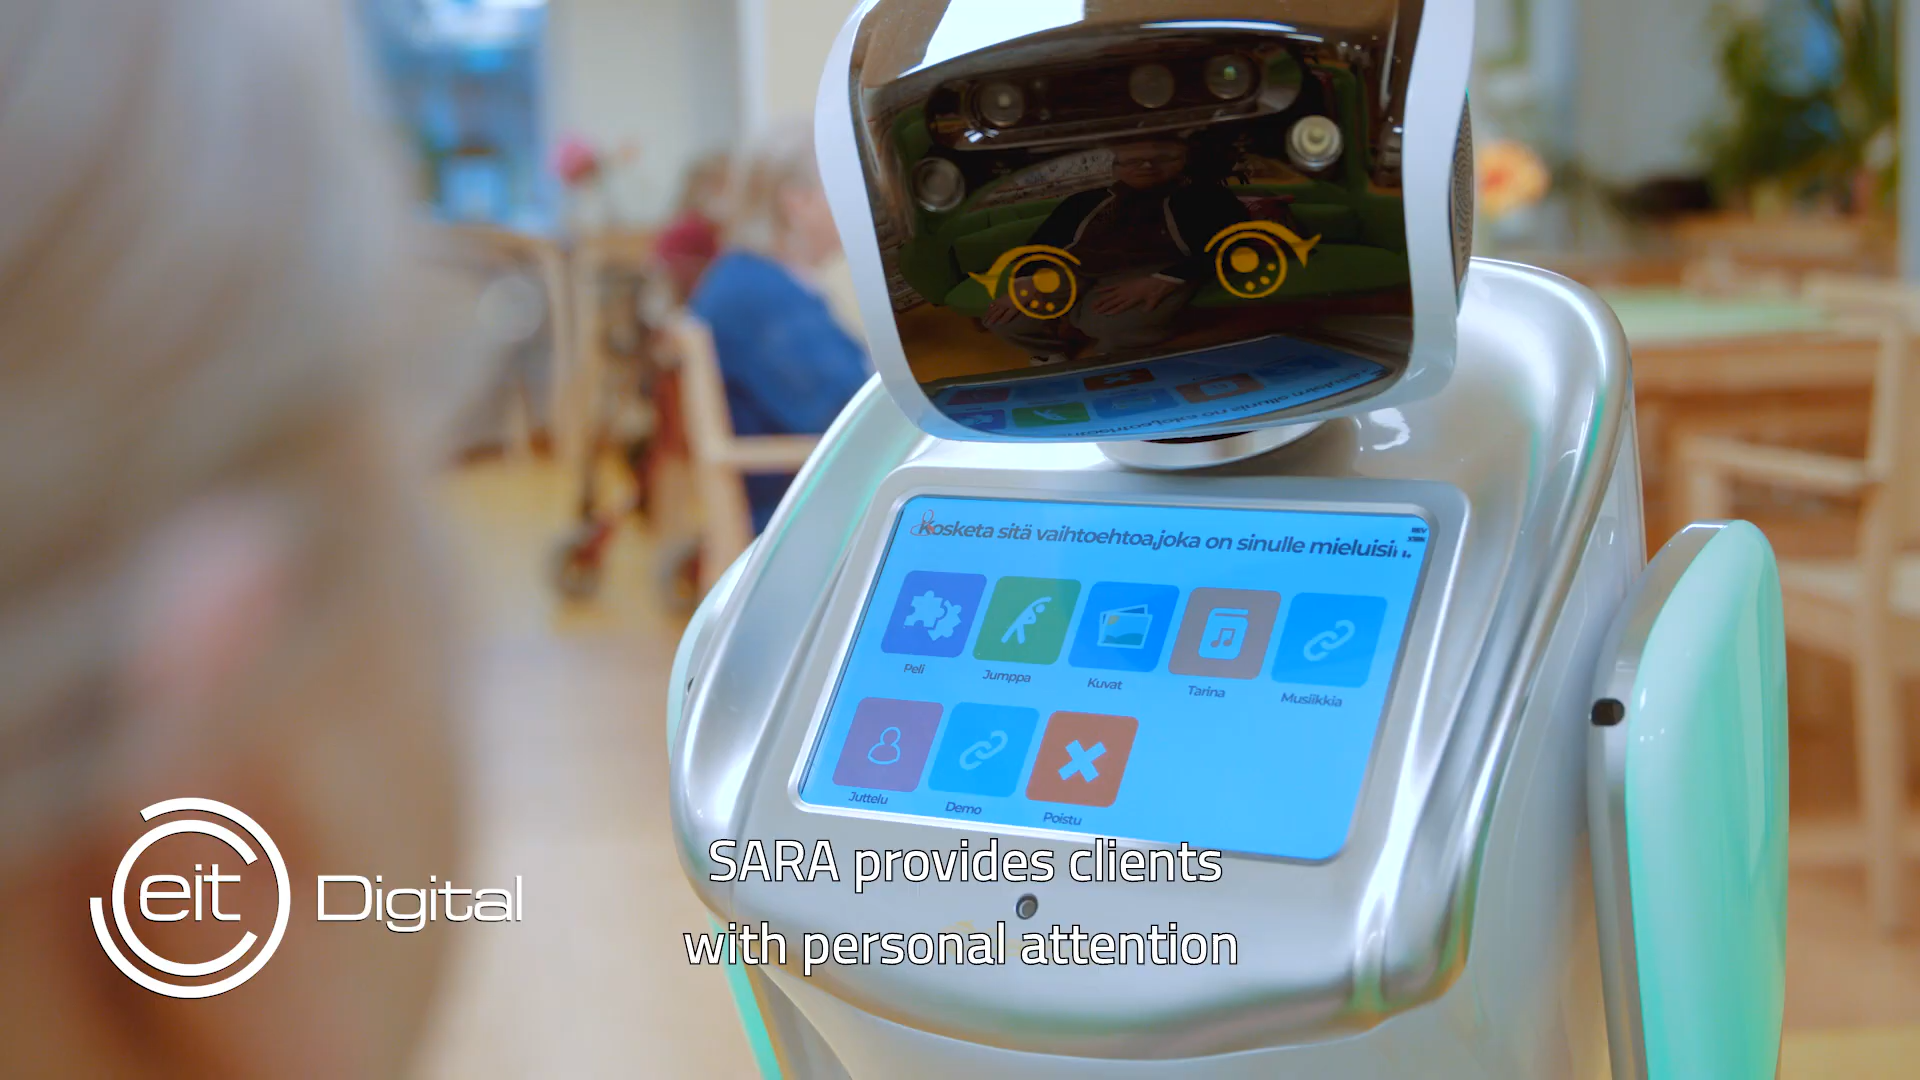 Kosketa sitä vaihtoehtoa,joka on sinulle mieluisin
Peli
Jumppa
Kuvat
Tarina
Musiikkia
Juttelu
Demo
Poistu
SARA provides clients
with personal attention
eit Digital